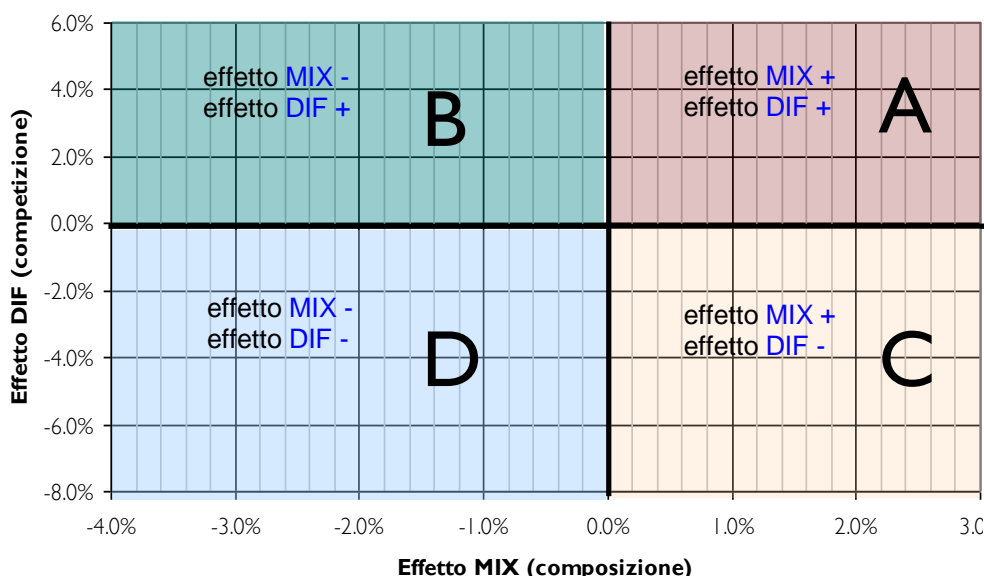 6.0%
4.0%
2.0%
0.0%
-2.0%
-4.0%
-6.0%
-8.0%
Effetto DIF (competizione)
effetto MIX -
effetto DIF +
B
effetto MIX +
effetto DIF +
A
effetto MIX -
effetto DIF -
D
effetto MIX +
effetto DIF -
C
-4.0% -3.0% -2.0% -1.0% 0.0% 1.0% 2.0% 3.0
Effetto MIX (composizione)